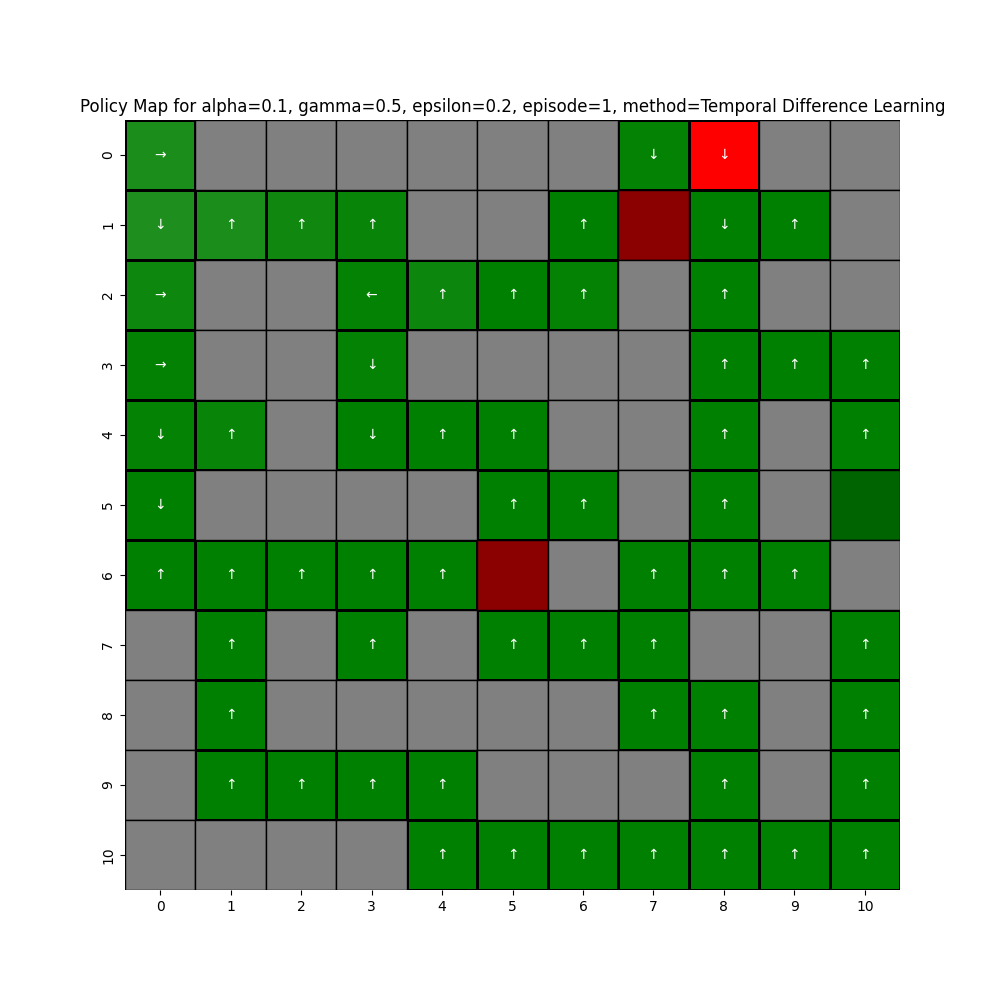 Policy Map for alpha=0.1, gamma=0.5, epsilon=0.2, episode=1, method=Temporal Difference Learning
0 → ↓ ↓
1 ↓ ↑ ↑ ↑ ↑ ↓ ↑
2 → ← ↑ ↑ ↑ ↑
3 → ↓ ↑ ↑ ↑
4 ↓ ↑ ↓ ↑ ↑ ↑ ↑
5 ↓ ↑ ↑ ↑
6 ↑ ↑ ↑ ↑ ↑ ↑ ↑ ↑
7 ↑ ↑ ↑ ↑ ↑ ↑
8 ↑ ↑ ↑ ↑
9 ↑ ↑ ↑ ↑ ↑ ↑
10 ↑ ↑ ↑ ↑ ↑ ↑ ↑
0 1 2 3 4 5 6 7 8 9 10